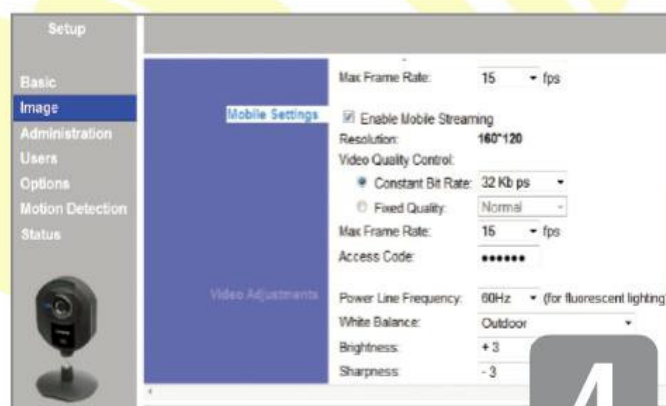 Setup
Basic
Image
Administration
Users
Options
Motion Detection
Status
Max Frame Rate: 15 fps
Mobile Settings
Enable Mobile Streaming
Resolution: 160*120
Video Quality Control:
Constant Bit Rate: 32 Kbps
Fixed Quality: Normal
Max Frame Rate: 15 fps
Access Code: ●●●●●●
Video Adjustments
Power Line Frequency: 60Hz (for fluorescent lighting
White Balance: Outdoor
Brightness: + 3
Sharpness: - 3
4